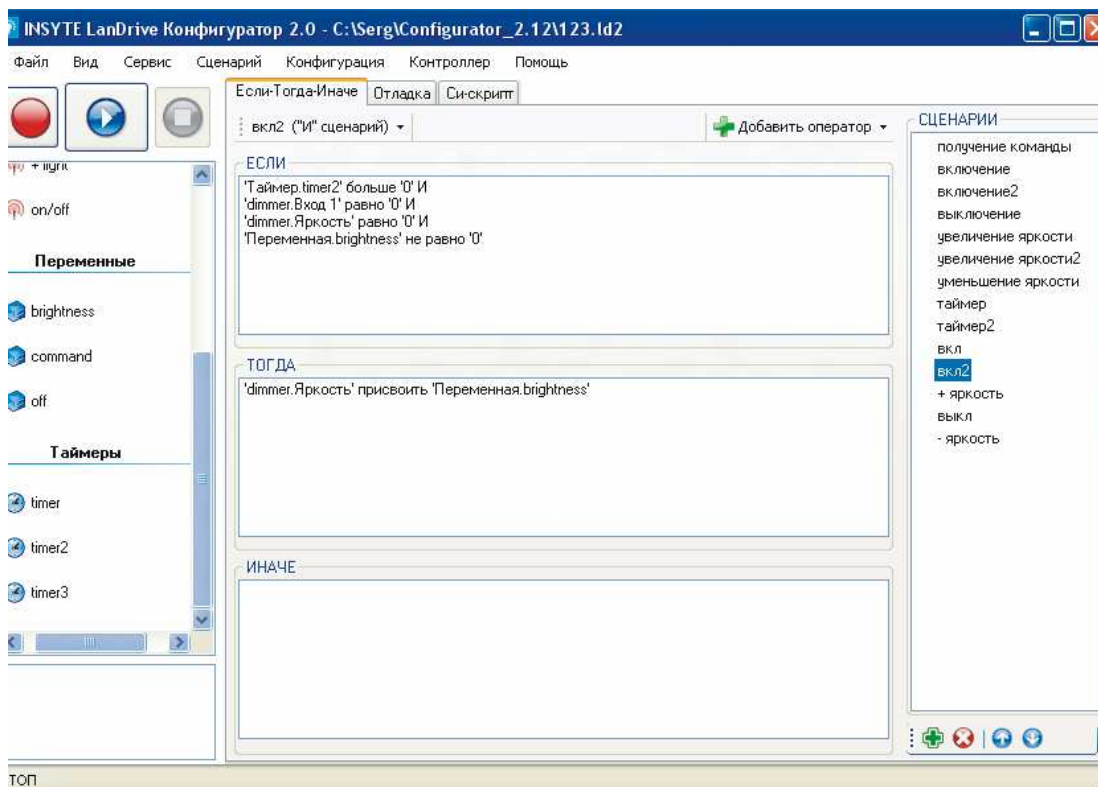 INSYTE LanDrive Конфигуратор 2.0 - C:\Serg\Configurator_2.12\123.ld2
Файл Вид Сервис Сценарий Конфигурация Контроллер Помощь
Если-Тогда-Иначе Отладка Си-скрипт
вкл2 ("И" сценарий) Добавить оператор
+ light
on/off
Переменные
brightness
command
off
Таймеры
timer
timer2
timer3
ЕСЛИ
'Таймер.timer2' больше '0' И
'dimmer.Вход 1' равно '0' И
'dimmer.Яркость' равно '0' И
'Переменная.brightness' не равно '0'
ТОГДА
'dimmer.Яркость' присвоить 'Переменная.brightness'
ИНАЧЕ
СЦЕНАРИИ
получение команды
включение
включение2
выключение
увеличение яркости
увеличение яркости2
уменьшение яркости
таймер
таймер2
вкл
вкл2
+ яркость
выкл
- яркость
ТОП